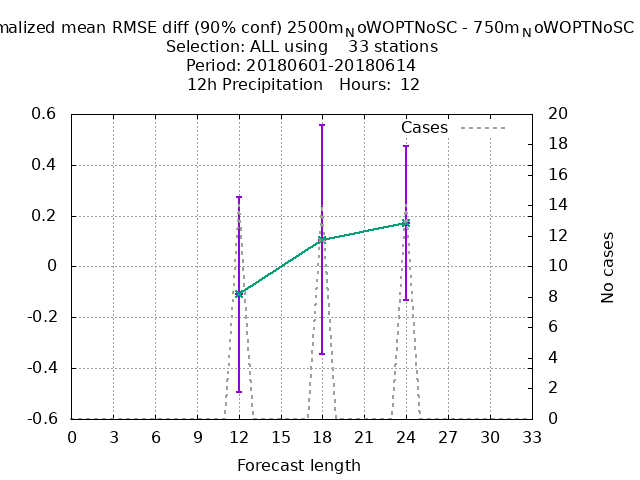 malized mean RMSE diff (90% conf) 2500mNoWOPTNoSC - 750mNoWOPTNoSC
Selection: ALL using    33 stations
Period: 20180601-20180614
12h Precipitation   Hours: 12
Cases
0.6
0.4
0.2
0
-0.2
-0.4
-0.6
20
18
16
14
12
10
8
6
4
2
0
No cases
0 3 6 9 12 15 18 21 24 27 30 33
Forecast length